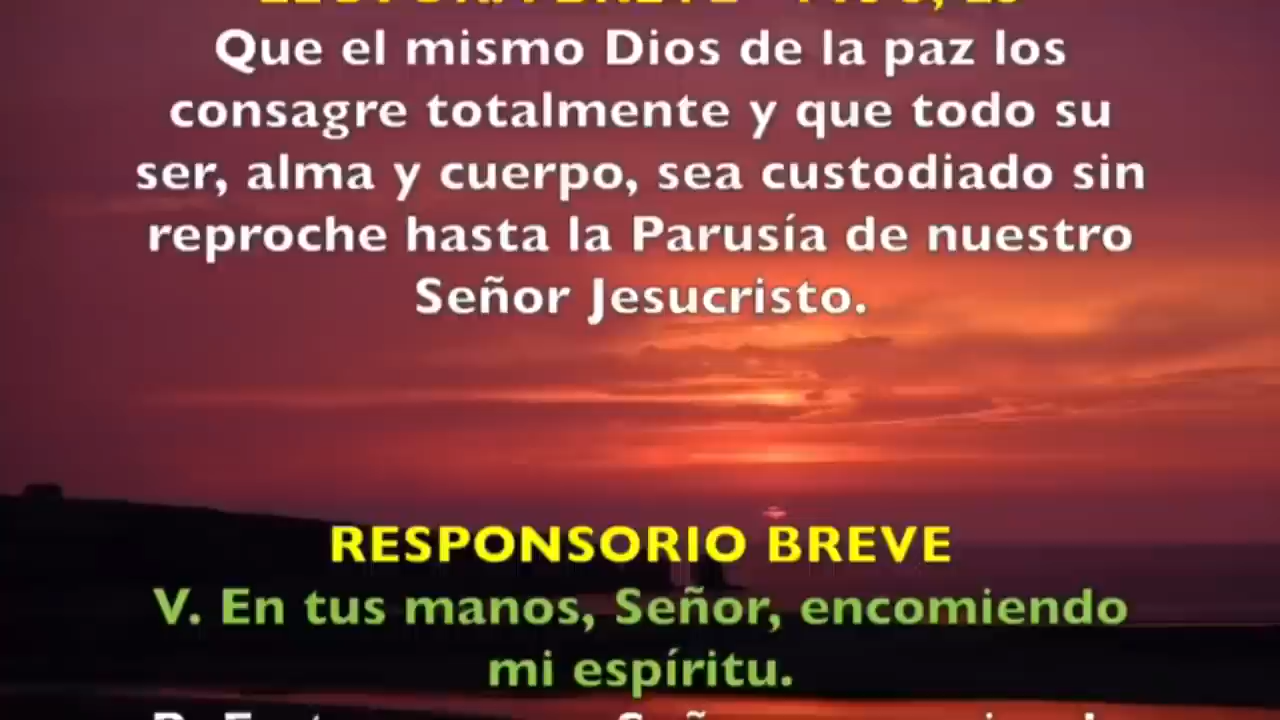 Que el mismo Dios de la paz los
consagre totalmente y que todo su
ser, alma y cuerpo, sea custodiado sin
reproche hasta la Parusía de nuestro
Señor Jesucristo.
RESPONSORIO BREVE
V. En tus manos, Señor, encomiendo
mi espíritu.